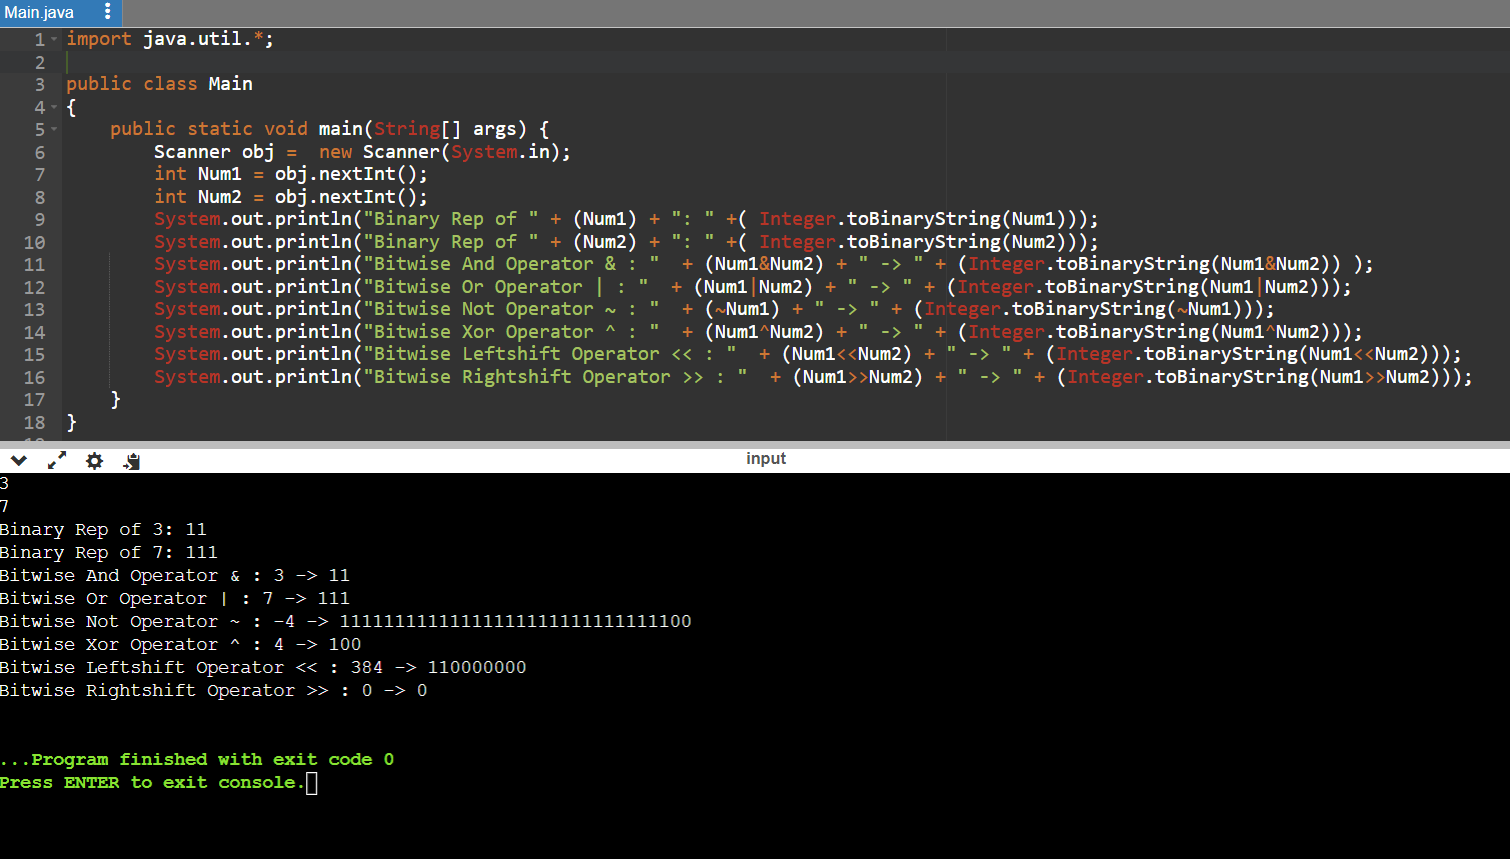 Main.java
1 import java.util.*;
2
3 public class Main
4 {
5     public static void main(String[] args) {
6         Scanner obj =  new Scanner(System.in);
7         int Num1 = obj.nextInt();
8         int Num2 = obj.nextInt();
9         System.out.println("Binary Rep of " + (Num1) + ": " +( Integer.toBinaryString(Num1)));
10         System.out.println("Binary Rep of " + (Num2) + ": " +( Integer.toBinaryString(Num2)));
11         System.out.println("Bitwise And Operator & : "  + (Num1&Num2) + " -> " + (Integer.toBinaryString(Num1&Num2)) );
12         System.out.println("Bitwise Or Operator | : "  + (Num1|Num2) + " -> " + (Integer.toBinaryString(Num1|Num2)));
13         System.out.println("Bitwise Not Operator ~ : "  + (~Num1) + " -> " + (Integer.toBinaryString(~Num1)));
14         System.out.println("Bitwise Xor Operator ^ : "  + (Num1^Num2) + " -> " + (Integer.toBinaryString(Num1^Num2)));
15         System.out.println("Bitwise Leftshift Operator << : "  + (Num1<<Num2) + " -> " + (Integer.toBinaryString(Num1<<Num2)));
16         System.out.println("Bitwise Rightshift Operator >> : "  + (Num1>>Num2) + " -> " + (Integer.toBinaryString(Num1>>Num2)));
17     }
18 }
input
3
7
Binary Rep of 3: 11
Binary Rep of 7: 111
Bitwise And Operator & : 3 -> 11
Bitwise Or Operator | : 7 -> 111
Bitwise Not Operator ~ : -4 -> 11111111111111111111111111111100
Bitwise Xor Operator ^ : 4 -> 100
Bitwise Leftshift Operator << : 384 -> 110000000
Bitwise Rightshift Operator >> : 0 -> 0
...Program finished with exit code 0
Press ENTER to exit console.